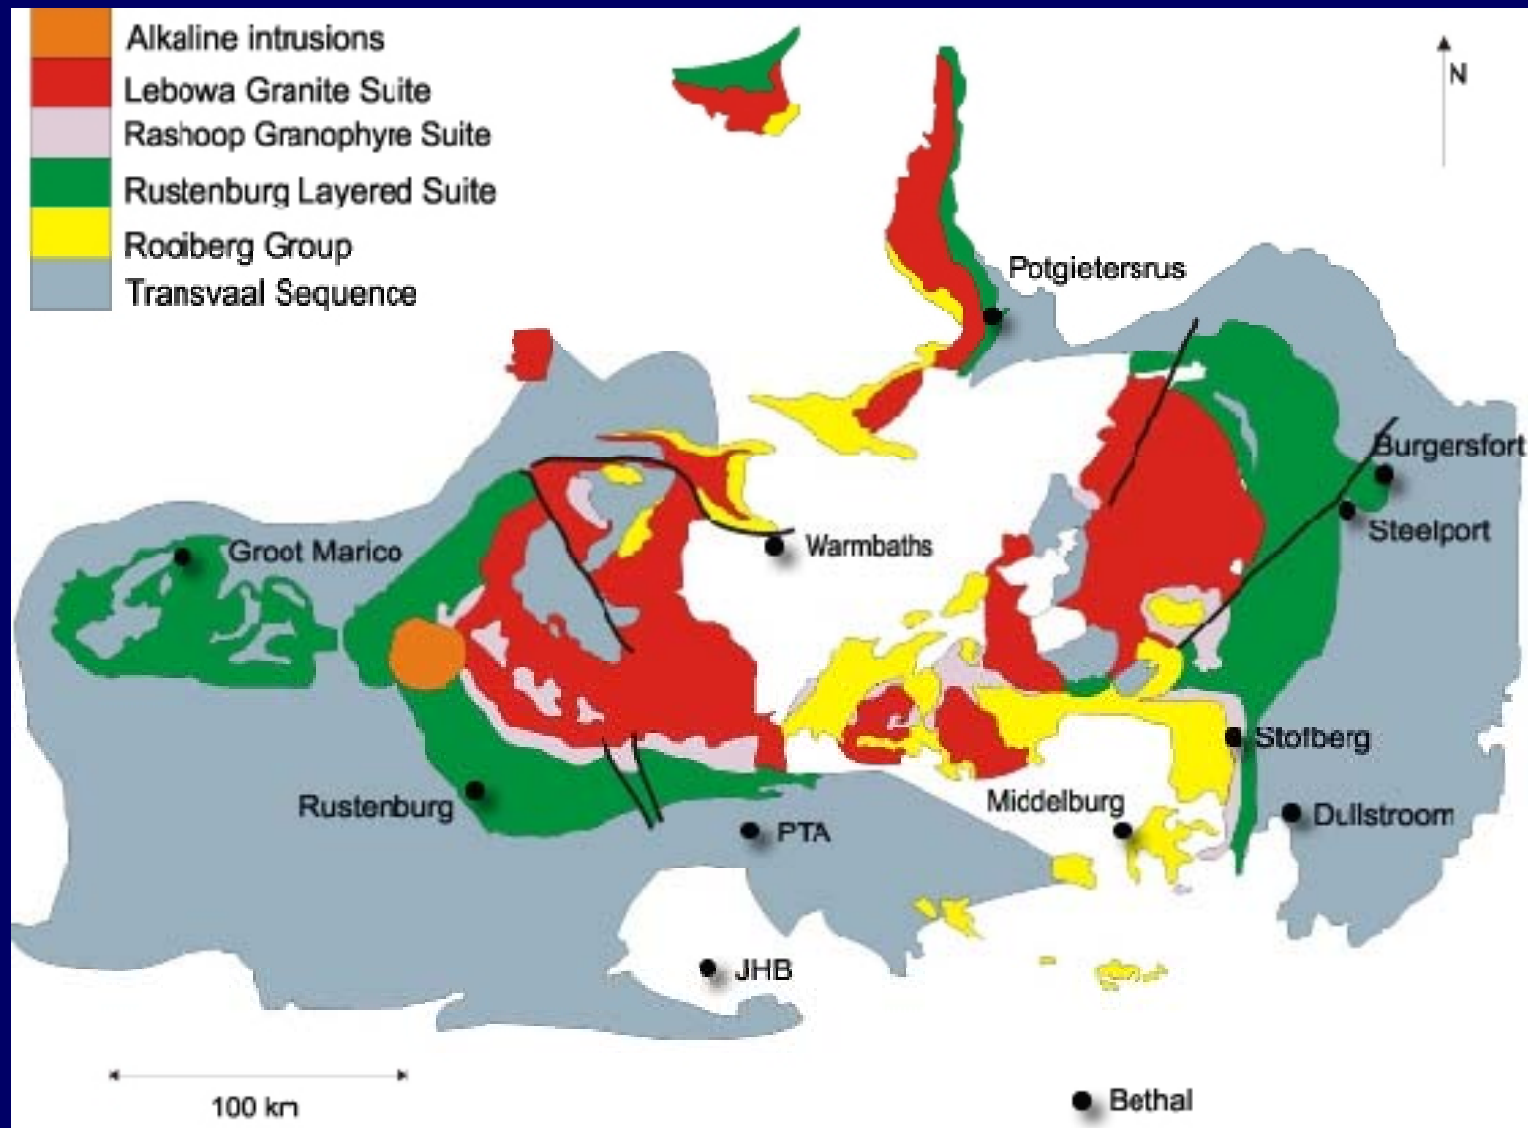 Alkaline intrusions
Lebowa Granite Suite
Rashoop Granophyre Suite
Rustenburg Layered Suite
Rooiberg Group
Transvaal Sequence
N
Potgietersrus
Burgersfort
Steelport
Groot Marico
Warmbaths
Stofberg
Rustenburg
Middelburg
Dullstroom
PTA
JHB
100 km
Bethal